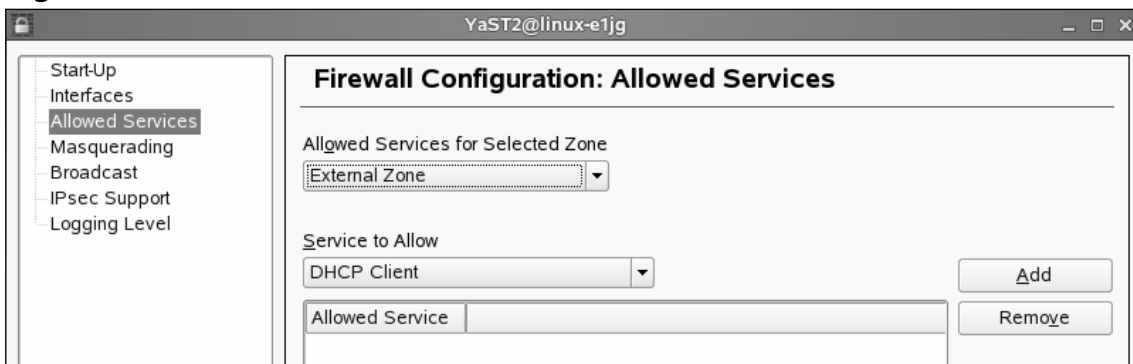 YaST2@linux-e1jg
Start-Up
Interfaces
Allowed Services
Masquerading
Broadcast
IPsec Support
Logging Level
Firewall Configuration: Allowed Services
Allowed Services for Selected Zone
External Zone
Service to Allow
DHCP Client
Add
Allowed Service
Remove